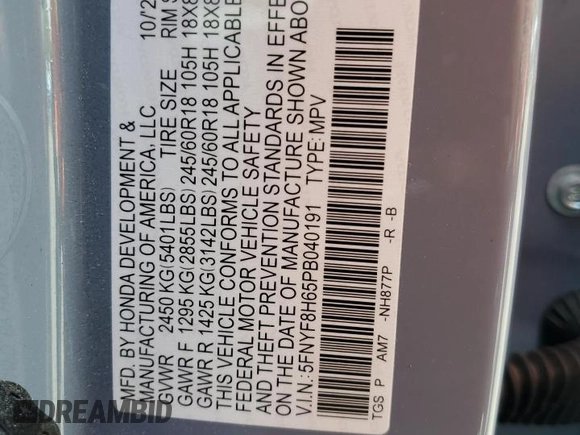 MFD. BY HONDA DEVELOPMENT & 10/2
MANUFACTURING OF AMERICA, LLC
GVWR 2450 KG(5401LBS) TIRE SIZE RIM S
GAWR F 1295 KG(2855LBS) 245/60R18 105H 18X8
GAWR R 1425 KG(3142LBS) 245/60R18 105H 18X8
THIS VEHICLE CONFORMS TO ALL APPLICABLE
FEDERAL MOTOR VEHICLE SAFETY
AND THEFT PREVENTION STANDARDS IN EFFE
ON THE DATE OF MANUFACTURE SHOWN ABO
V.I.N.:5FNYF8H65PB040191 TYPE:MPV
TGS P AM7 -NH877P -R -B
DREAMBID